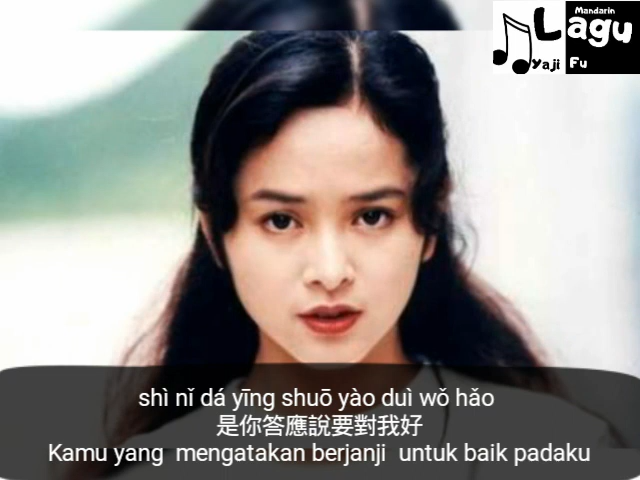 Mandarin
Lagu
Yaji Fu
shì nǐ dá yīng shuō yào duì wǒ hǎo
是你答應說要對我好
Kamu yang mengatakan berjanji untuk baik padaku